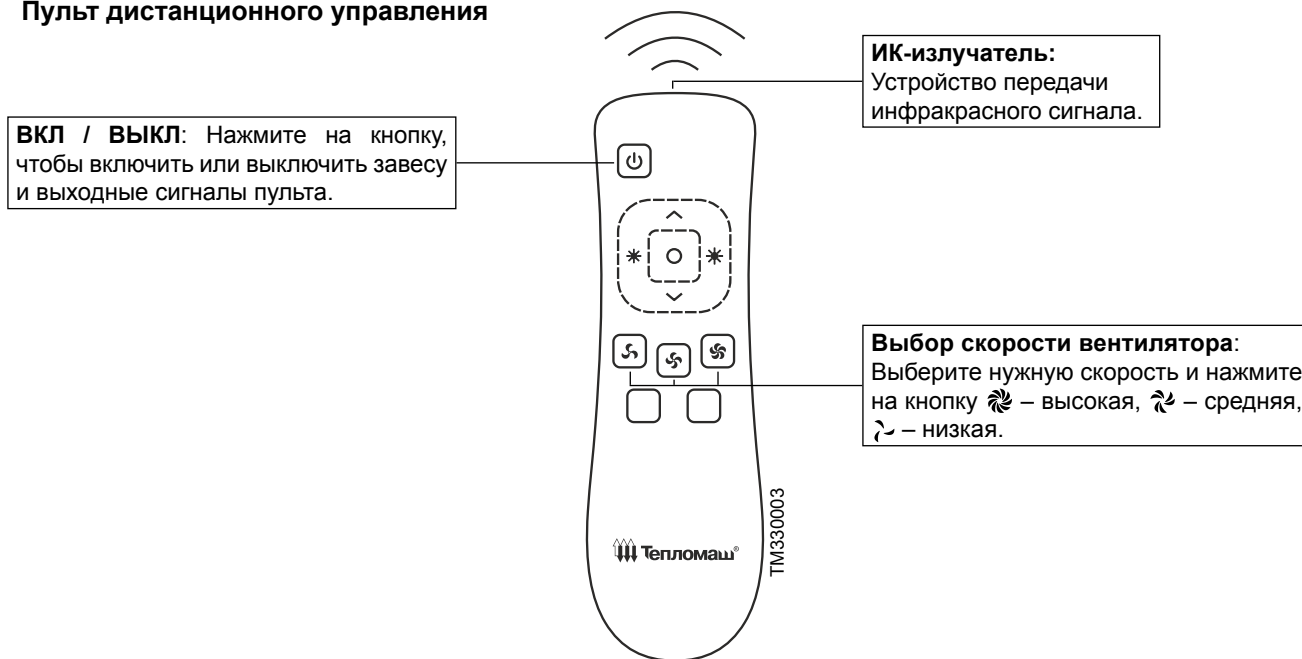 Пульт дистанционного управления
ИК-излучатель:
Устройство передачи
инфракрасного сигнала.
ВКЛ / ВЫКЛ: Нажмите на кнопку,
чтобы включить или выключить завесу
и выходные сигналы пульта.
Выбор скорости вентилятора:
Выберите нужную скорость и нажмите
на кнопку – высокая, – средняя,
– низкая.
TM330003
Тепломаш®